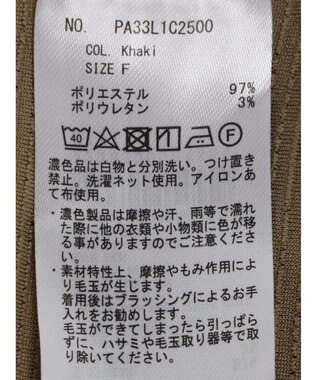 NO. PA33L1C2500
COL. Khaki
SIZE F
ポリエステル 97%
ポリウレタン 3%
40 F
濃色品は白物と分別洗い。つけ置き
禁止。洗濯ネット使用。アイロンあ
て布使用。
・濃色製品は摩擦や汗、雨等で濡れ
た際に他の衣類や小物類に色が移
る事がありますのでご注意くださ
い。
・素材特性上、摩擦やもみ作用によ
り毛玉が生じます。
着用後はブラッシングによるお手
入れをお勧めします。
毛玉ができてしまったら引っぱら
ずに、ハサミや毛玉取り器等で取
り除いてください。